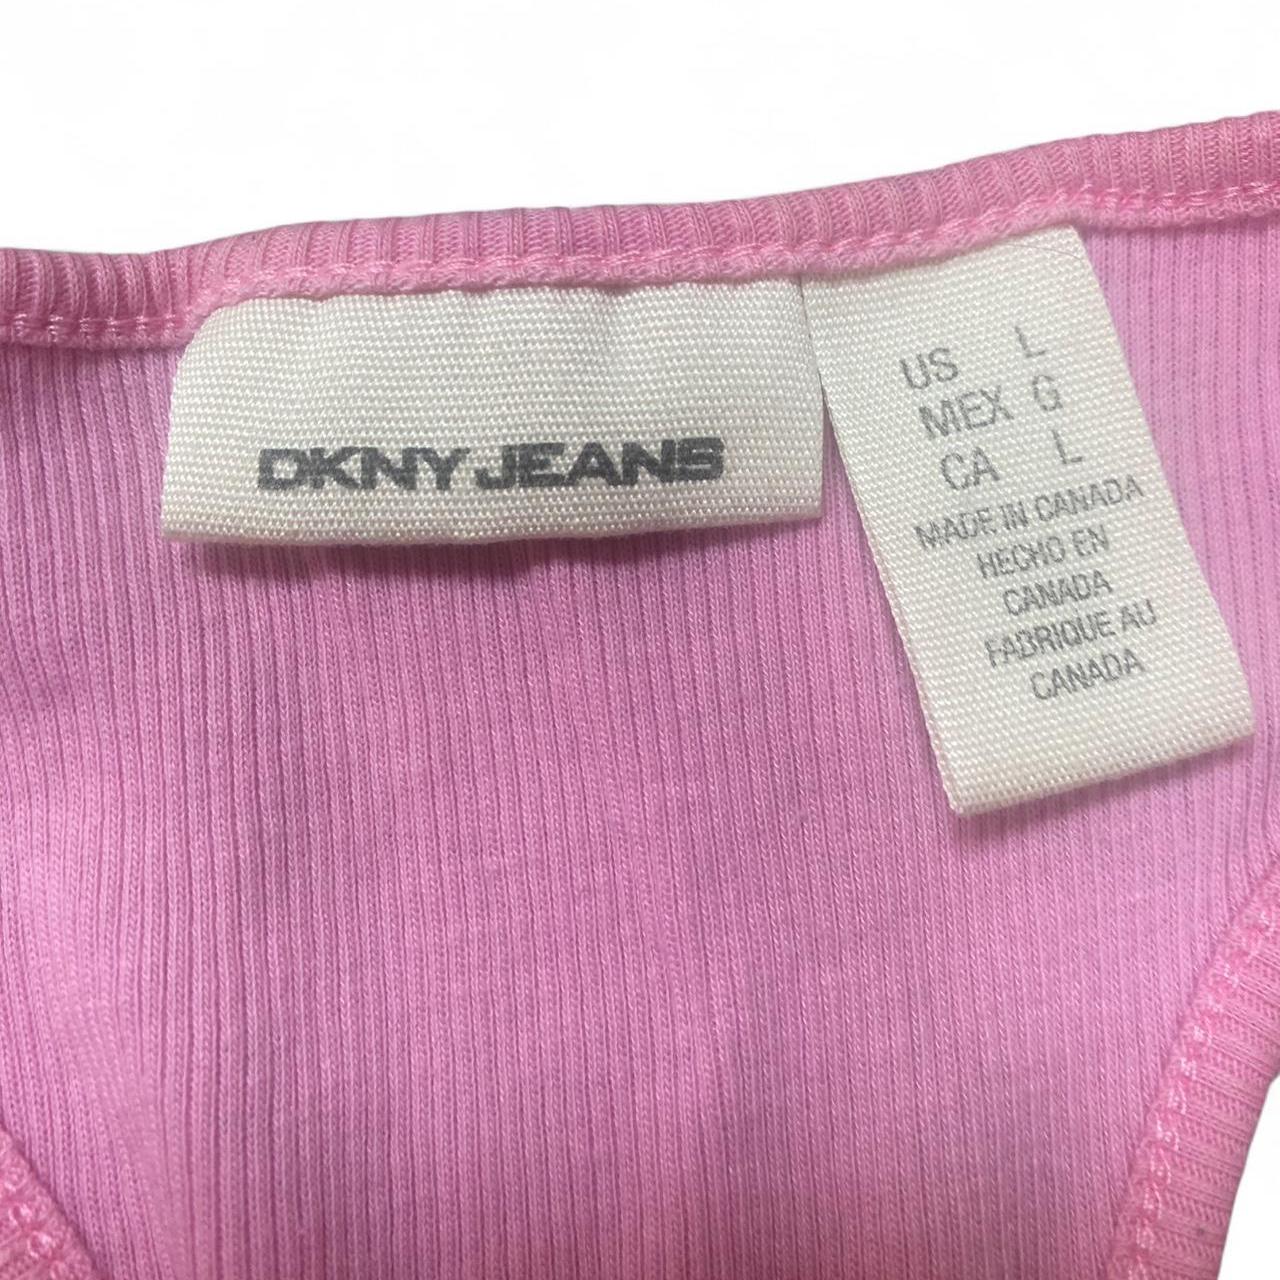 DKNY JEANS
US L
MEX G
CA L
MADE IN CANADA
HECHO EN
CANADA
FABRIQUE AU
CANADA